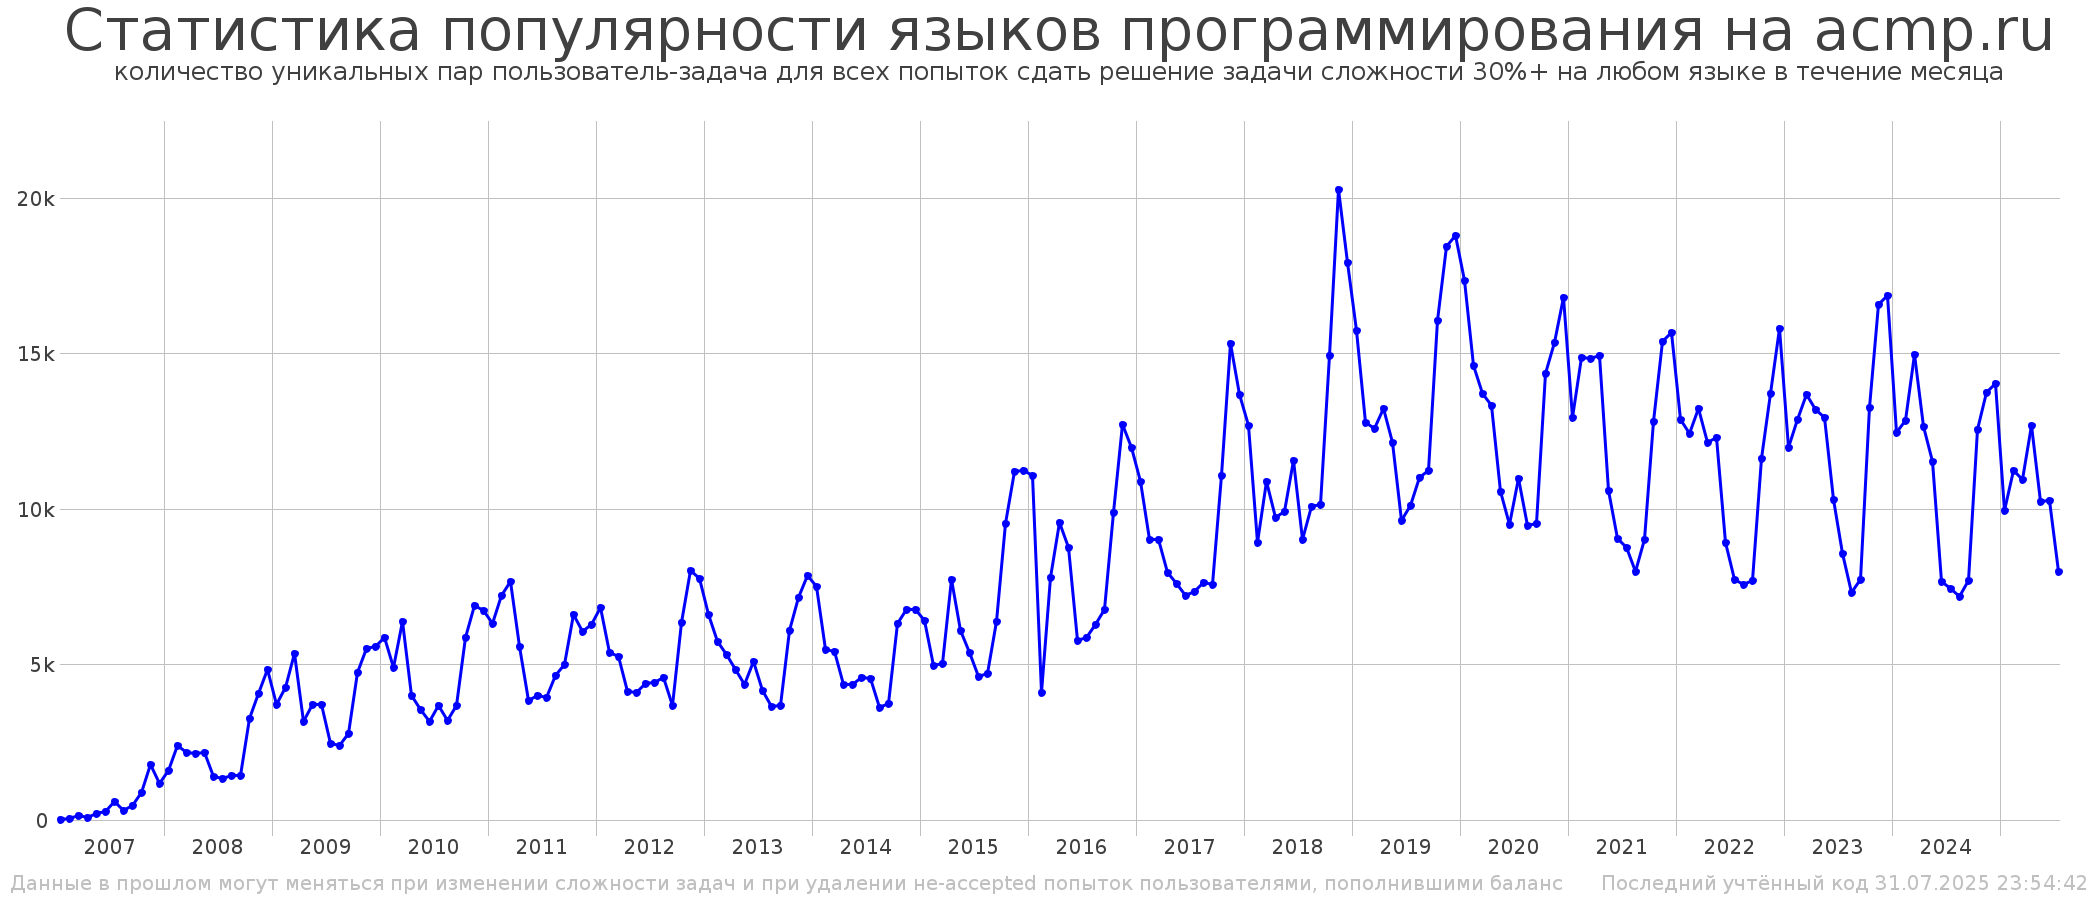 Статистика популярности языков программирования на acmp.ru
количество уникальных пар пользователь-задача для всех попыток сдать решение задачи сложности 30%+ на любом языке в течение месяца
20k
15k
10k
5k
0
2007 2008 2009 2010 2011 2012 2013 2014 2015 2016 2017 2018 2019 2020 2021 2022 2023 2024
Данные в прошлом могут меняться при изменении сложности задач и при удалении не-accepted попыток пользователями, пополнившими баланс Последний учтённый код 31.07.2025 23:54:42